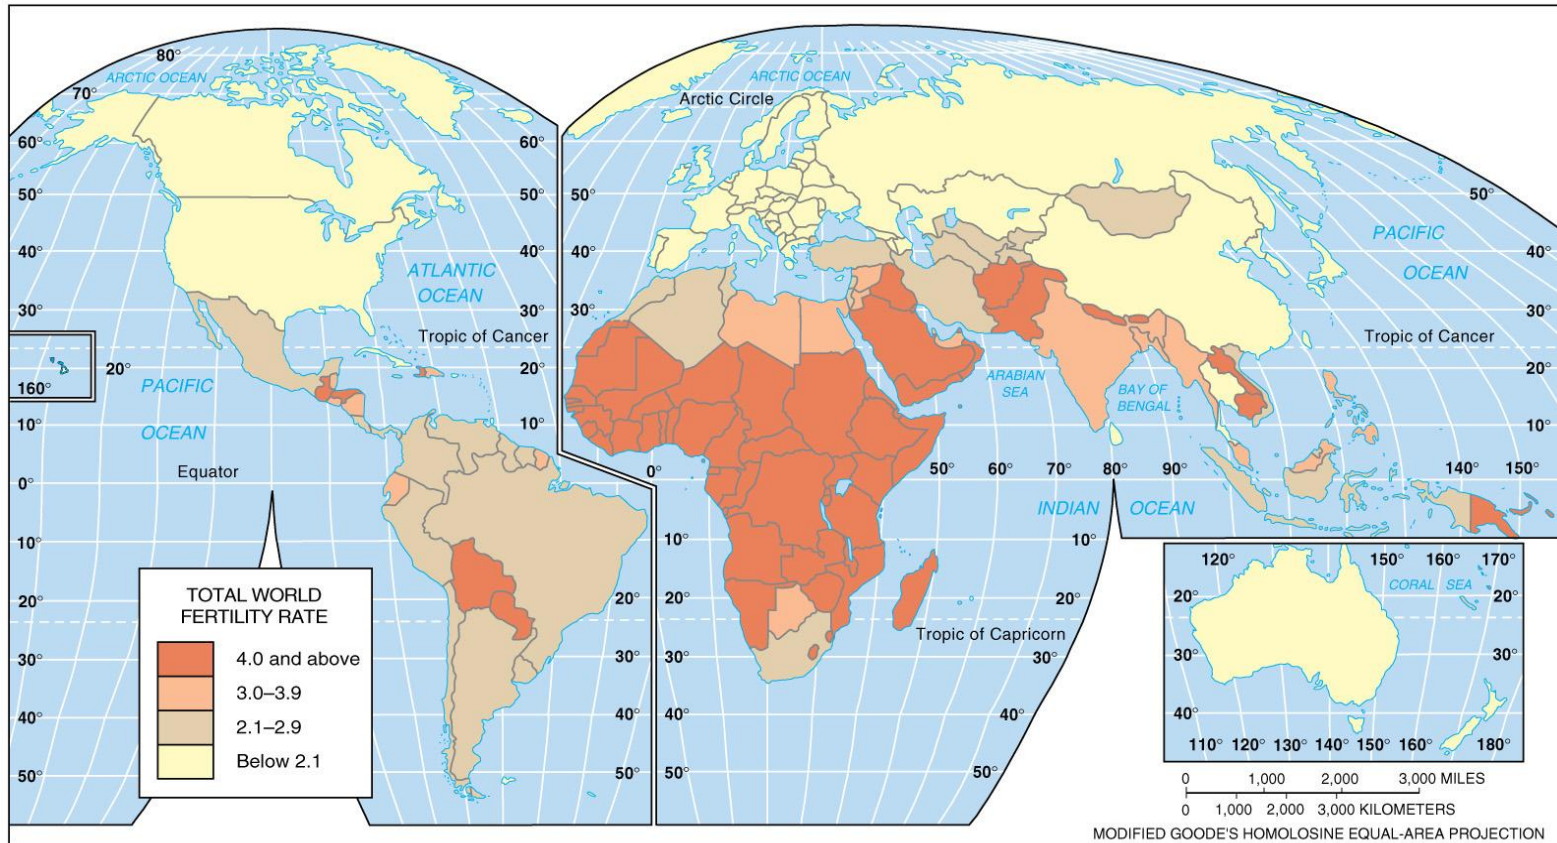 80°
ARCTIC OCEAN
70°
60°
60°
50°
50°
40°
40°
ATLANTIC
OCEAN
30°
30°
Tropic of Cancer
20°
20°
160°
PACIFIC
OCEAN
10°
10°
Equator
0°
10°
20°
30°
40°
50°
TOTAL WORLD
FERTILITY RATE
4.0 and above
3.0–3.9
2.1–2.9
Below 2.1
20°
30°
40°
50°
ARCTIC OCEAN
Arctic Circle
60°
50°
50°
PACIFIC
OCEAN
40°
40°
30°
30°
Tropic of Cancer
20°
ARABIAN
SEA
BAY OF
BENGAL
10°
0°
50°
60°
70°
80°
90°
140°
150°
INDIAN
OCEAN
10°
10°
20°
20°
Tropic of Capricorn
30°
30°
40°
40°
50°
50°
120°
150°
160°
170°
CORAL SEA
20°
20°
30°
30°
40°
110°
120°
130°
140°
150°
160°
180°
0 1,000 2,000 3,000 MILES
0 1,000 2,000 3,000 KILOMETERS
MODIFIED GOODE'S HOMOLOSINE EQUAL-AREA PROJECTION